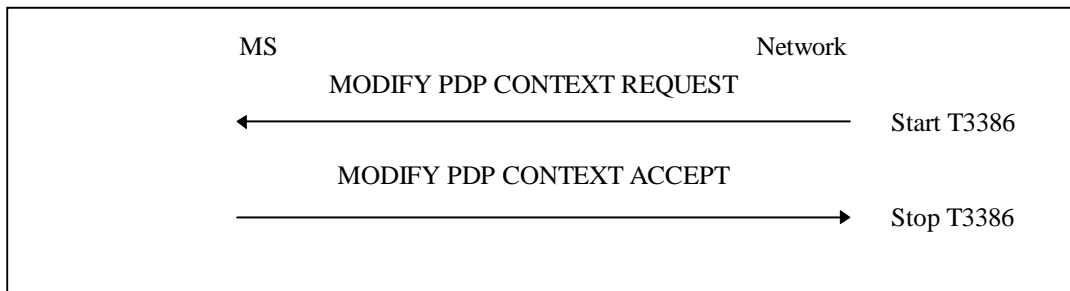 MS Network
MODIFY PDP CONTEXT REQUEST
Start T3386
MODIFY PDP CONTEXT ACCEPT
Stop T3386